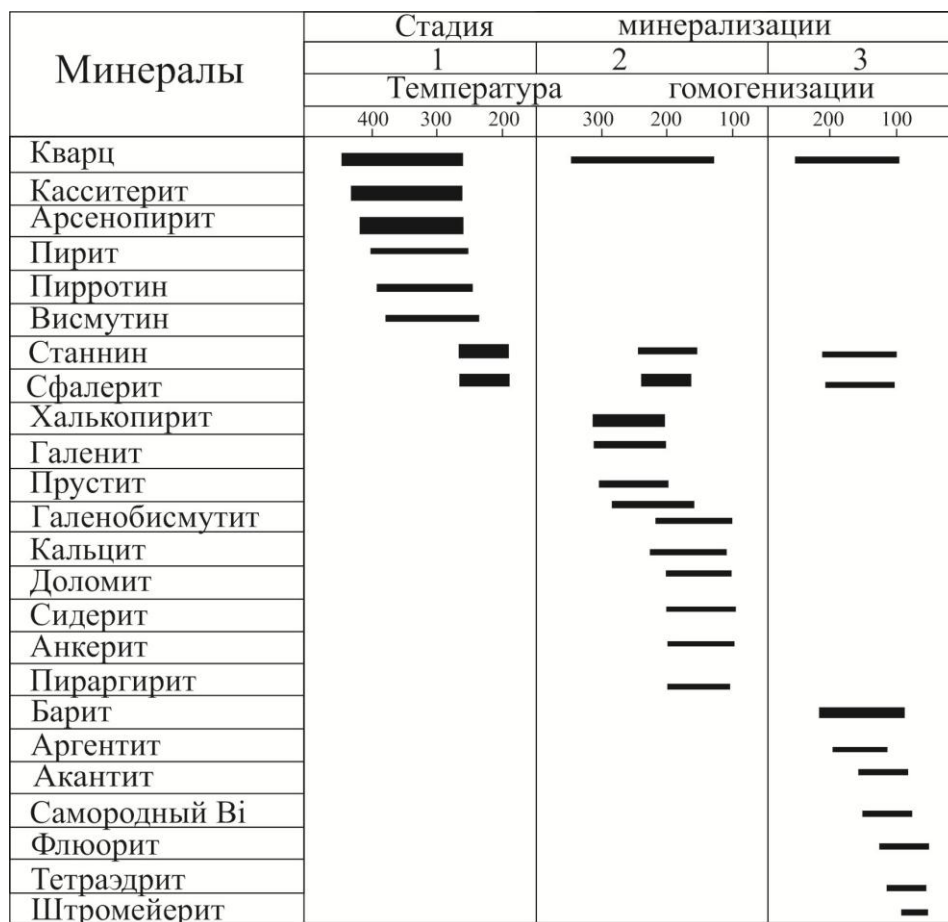 Стадия минерализации
Минералы
1 2 3
Температура гомогенизации
400 300 200 300 200 100 200 100
Кварц
Касситерит
Арсенопирит
Пирит
Пирротин
Висмутин
Станнин
Сфалерит
Халькопирит
Галенит
Прустит
Галенобисмутит
Кальцит
Доломит
Сидерит
Анкерит
Пираргирит
Барит
Аргентит
Акантит
Самородный Bi
Флюорит
Тетраэдрит
Штромейерит